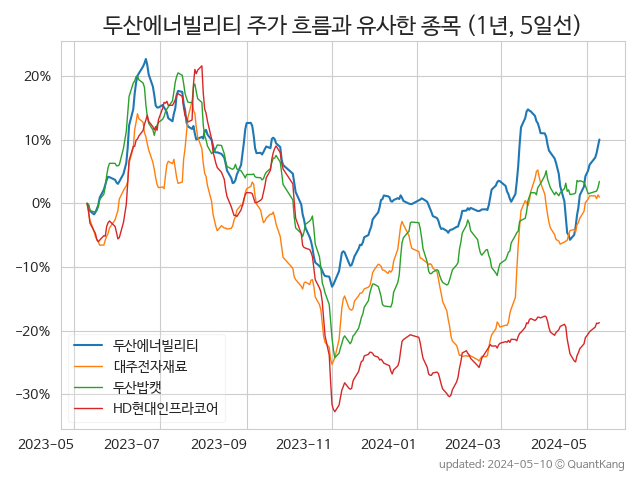 두산에너빌리티 주가 흐름과 유사한 종목 (1년, 5일선)
20%
10%
0%
−10%
−20%
−30%
두산에너빌리티
대주전자재료
두산밥캣
HD현대인프라코어
2023-05 2023-07 2023-09 2023-11 2024-01 2024-03 2024-05
updated: 2024-05-10 © QuantKang